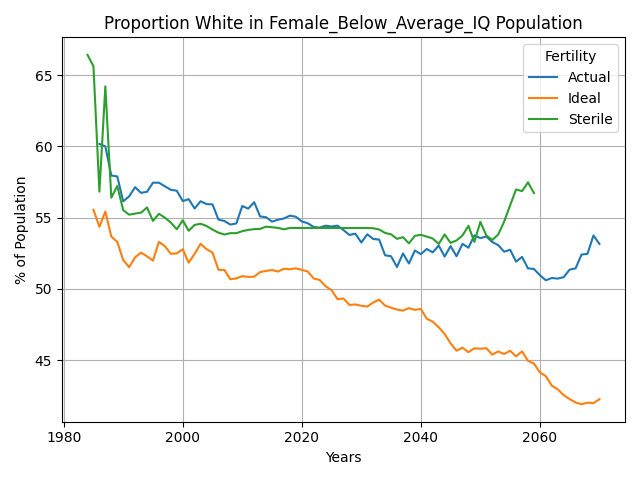 Proportion White in Female_Below_Average_IQ Population
Fertility
Actual
Ideal
Sterile
65
60
55
50
45
% of Population
1980
2000
2020
2040
2060
Years